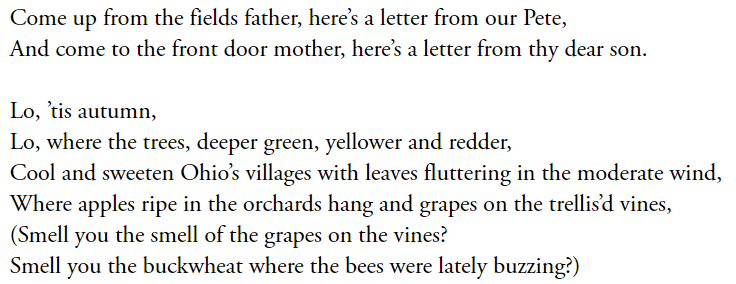 Come up from the fields father, here’s a letter from our Pete,
And come to the front door mother, here’s a letter from thy dear son.

Lo, ’tis autumn,
Lo, where the trees, deeper green, yellower and redder,
Cool and sweeten Ohio’s villages with leaves fluttering in the moderate wind,
Where apples ripe in the orchards hang and grapes on the trellis’d vines,
(Smell you the smell of the grapes on the vines?
Smell you the buckwheat where the bees were lately buzzing?)